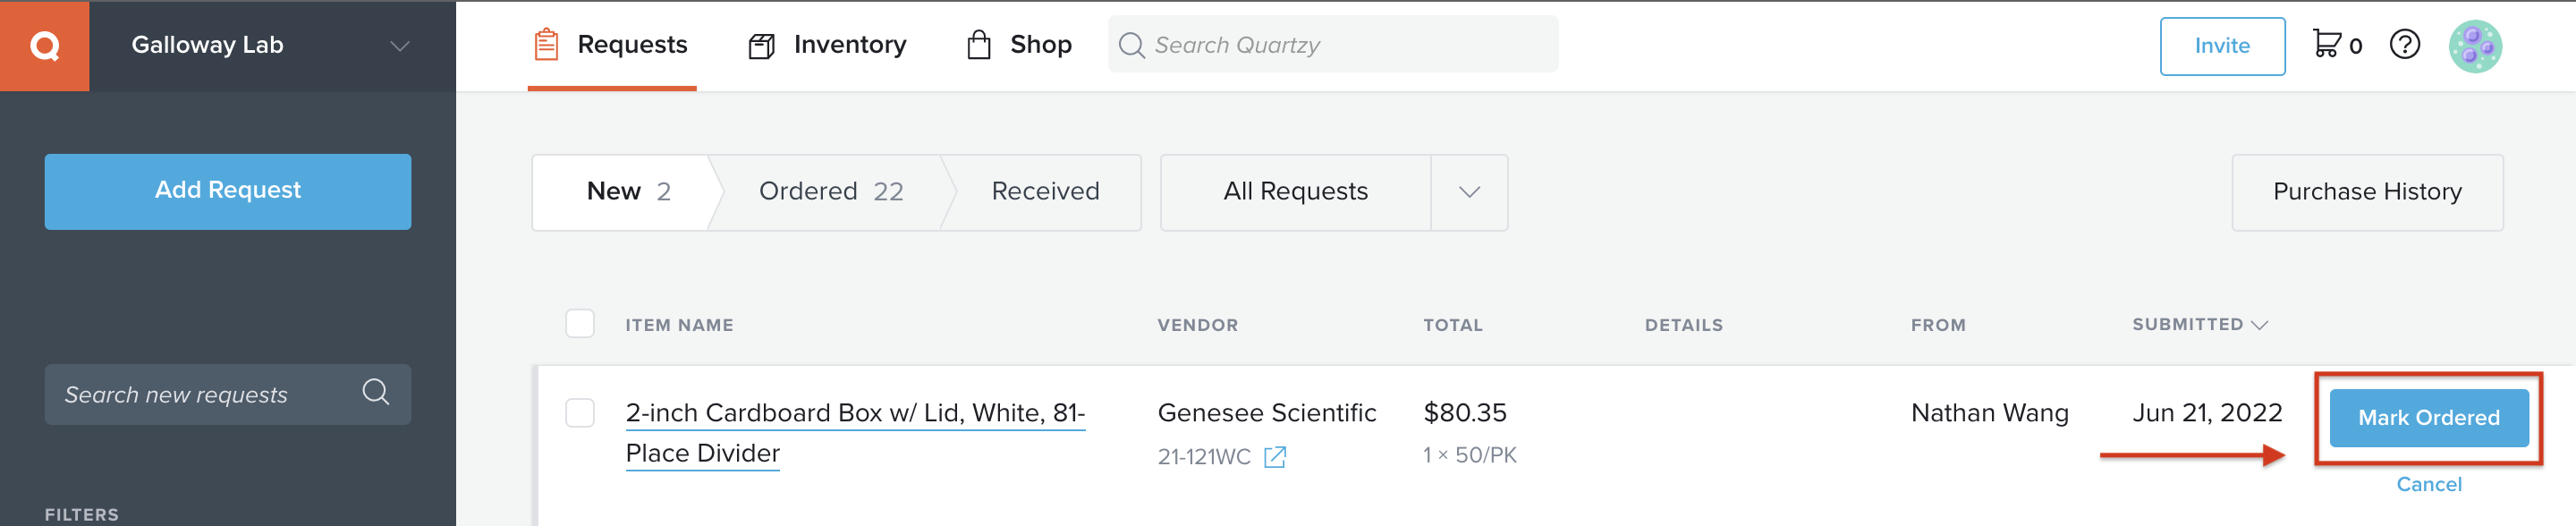 Galloway Lab
Requests
Inventory
Shop
Search Quartzy
Invite
0
Add Request
New 2
Ordered 22
Received
All Requests
Purchase History
Search new requests
FILTERS
ITEM NAME
VENDOR
TOTAL
DETAILS
FROM
SUBMITTED
2-inch Cardboard Box w/ Lid, White, 81-
Place Divider
Genesee Scientific
21-121WC
$80.35
1 × 50/PK
Nathan Wang
Jun 21, 2022
Mark Ordered
Cancel